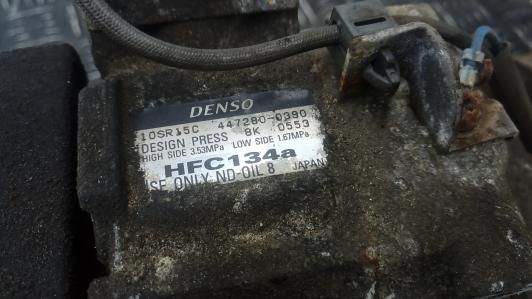 DENSO
10SR15C 447280-0390
DESIGN PRESS 8K 0553
HIGH SIDE 3.53MPa LOW SIDE 1.67MPa
HFC134a
USE ONLY ND-OIL 8 JAPAN